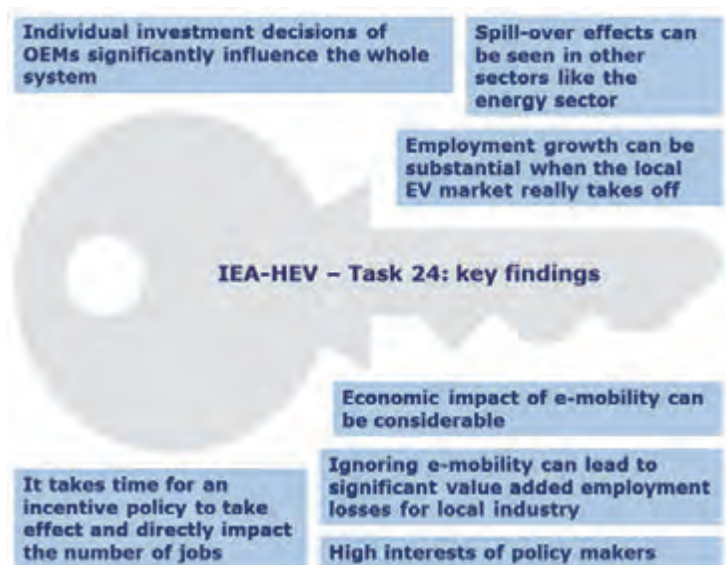 Individual investment decisions of
OEMs significantly influence the whole
system
Spill-over effects can
be seen in other
sectors like the
energy sector
Employment growth can be
substantial when the local
EV market really takes off
IEA-HEV – Task 24: key findings
Economic impact of e-mobility can
be considerable
It takes time for an
incentive policy to take
effect and directly impact
the number of jobs
Ignoring e-mobility can lead to
significant value added employment
losses for local industry
High interests of policy makers